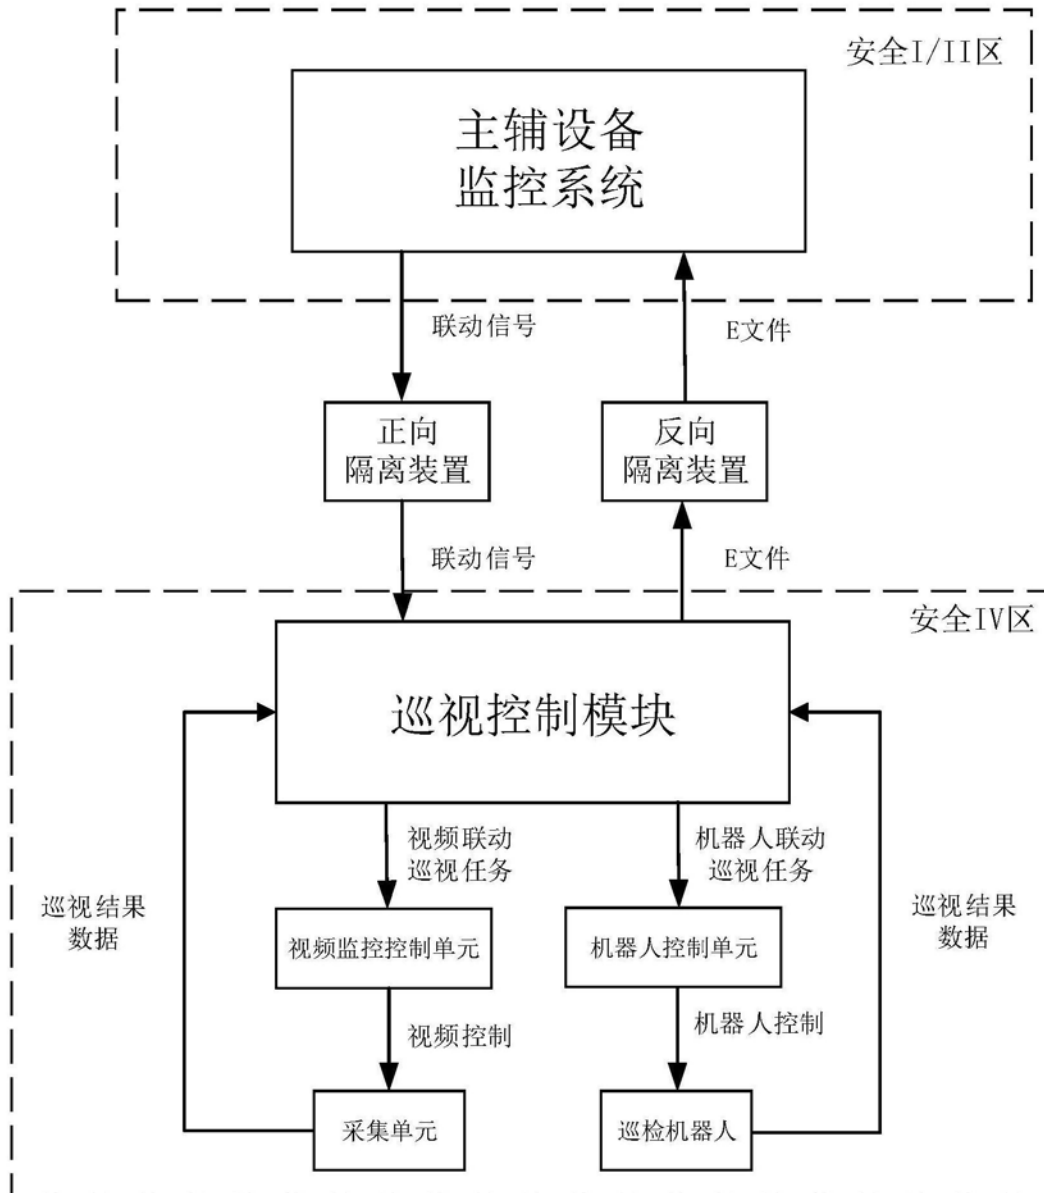 安全I/II区
主辅设备
监控系统
联动信号
E文件
正向
隔离装置
反向
隔离装置
联动信号
E文件
安全IV区
巡视控制模块
视频联动
巡视任务
机器人联动
巡视任务
巡视结果
数据
巡视结果
数据
视频监控控制单元
机器人控制单元
视频控制
机器人控制
采集单元
巡检机器人